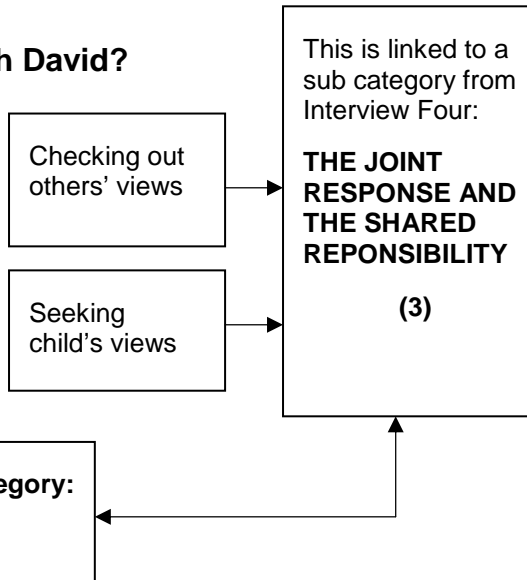 h David?
Checking out
others' views
Seeking
child's views
This is linked to a
sub category from
Interview Four:
THE JOINT
RESPONSE AND
THE SHARED
REPONSIBILITY
(3)
egory: